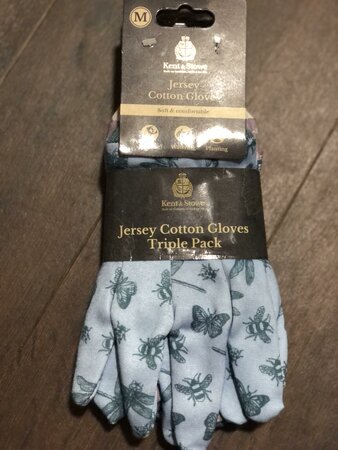 M
Kent & Stowe
Jersey
Cotton Gloves
Soft & comfortable
Planting
Kent & Stowe
Jersey Cotton Gloves
Triple Pack